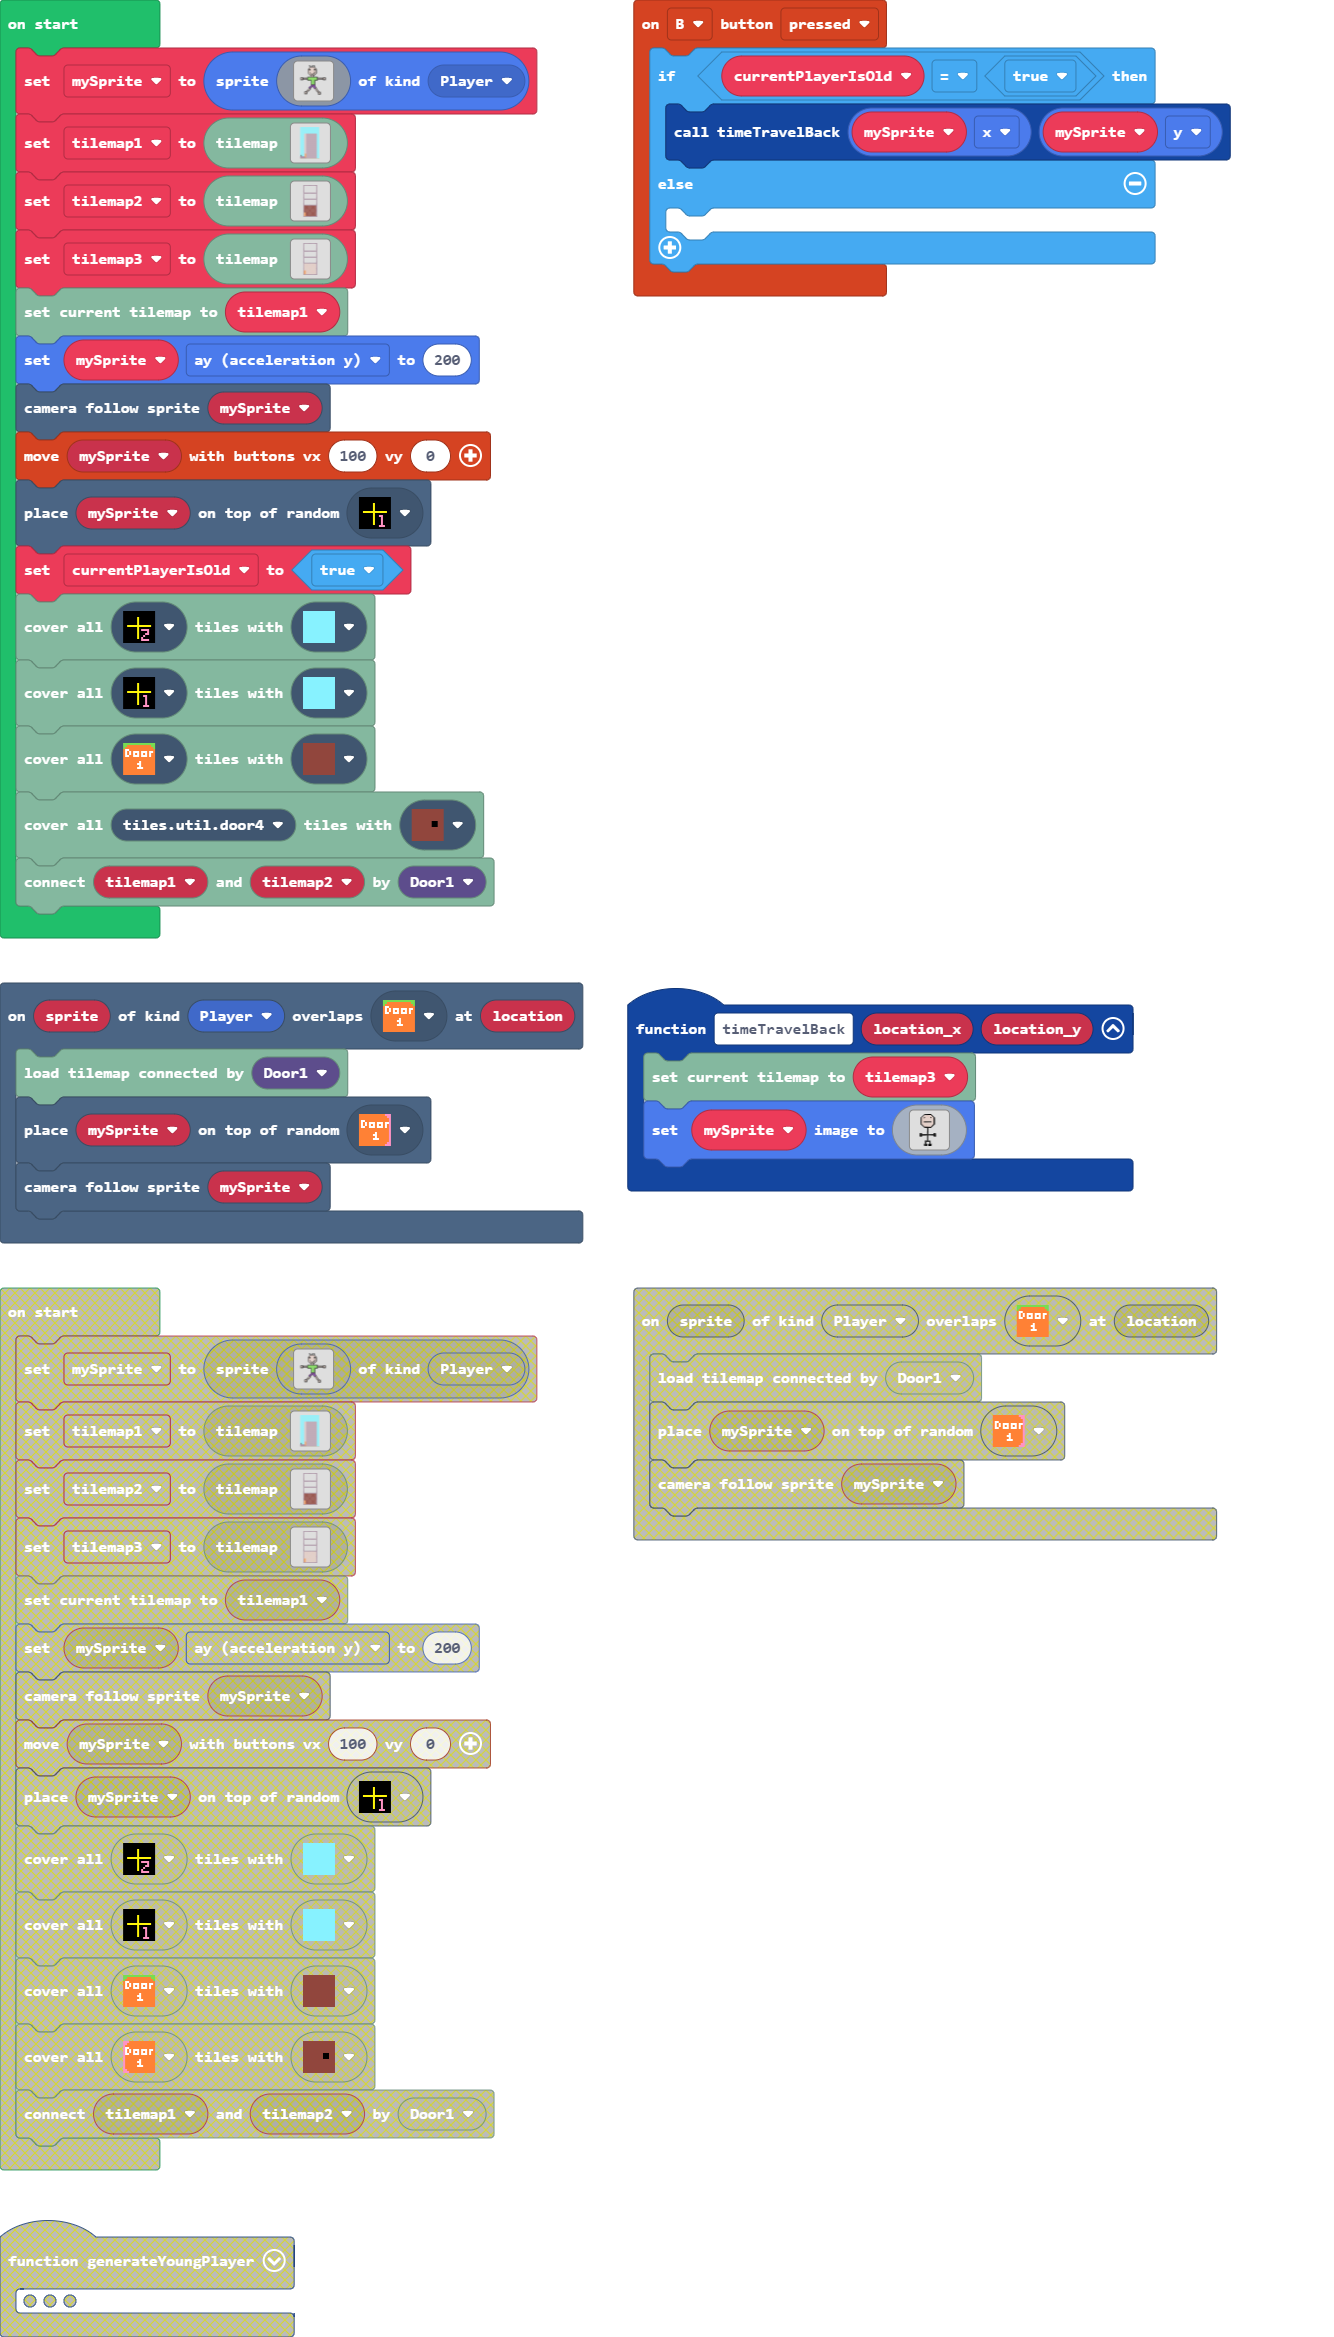 on start
set mySprite to sprite of kind Player
set tilemap1 to tilemap
set tilemap2 to tilemap
set tilemap3 to tilemap
set current tilemap to tilemap1
set mySprite ay (acceleration y) to 200
camera follow sprite mySprite
move mySprite with buttons vx 100 vy 0
place mySprite on top of random 1
set currentPlayerIsOld to true
cover all 2 tiles with
cover all 1 tiles with
cover all Door 1 tiles with
cover all tiles.util.door4 tiles with
connect tilemap1 and tilemap2 by Door1
on B button pressed
if currentPlayerIsOld = true then
call timeTravelBack mySprite x mySprite y
else
on sprite of kind Player overlaps Door 1 at location
load tilemap connected by Door1
place mySprite on top of random Door 1
camera follow sprite mySprite
function timeTravelBack location_x location_y
set current tilemap to tilemap3
set mySprite image to
on start
set mySprite to sprite of kind Player
set tilemap1 to tilemap
set tilemap2 to tilemap
set tilemap3 to tilemap
set current tilemap to tilemap1
set mySprite ay (acceleration y) to 200
camera follow sprite mySprite
move mySprite with buttons vx 100 vy 0
place mySprite on top of random 1
cover all 2 tiles with
cover all 1 tiles with
cover all Door 1 tiles with
cover all Door 1 tiles with
connect tilemap1 and tilemap2 by Door1
on sprite of kind Player overlaps Door 1 at location
load tilemap connected by Door1
place mySprite on top of random Door 1
camera follow sprite mySprite
function generateYoungPlayer